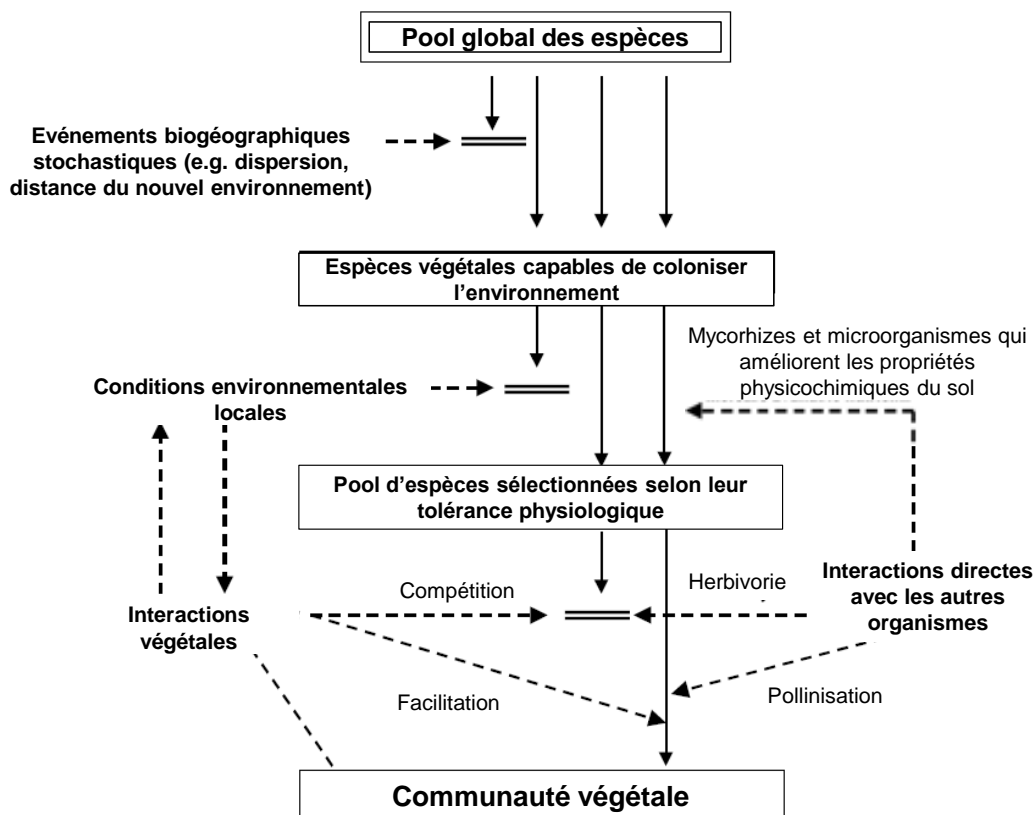 Pool global des espèces
Evénements biogéographiques
stochastiques (e.g. dispersion,
distance du nouvel environnement)
Espèces végétales capables de coloniser
l’environnement
Mycorhizes et microorganismes qui
améliorent les propriétés
physicochimiques du sol
Conditions environnementales
locales
Pool d’espèces sélectionnées selon leur
tolérance physiologique
Compétition
Herbivorie
Interactions directes
avec les autres
organismes
Interactions
végétales
Facilitation
Pollinisation
Communauté végétale